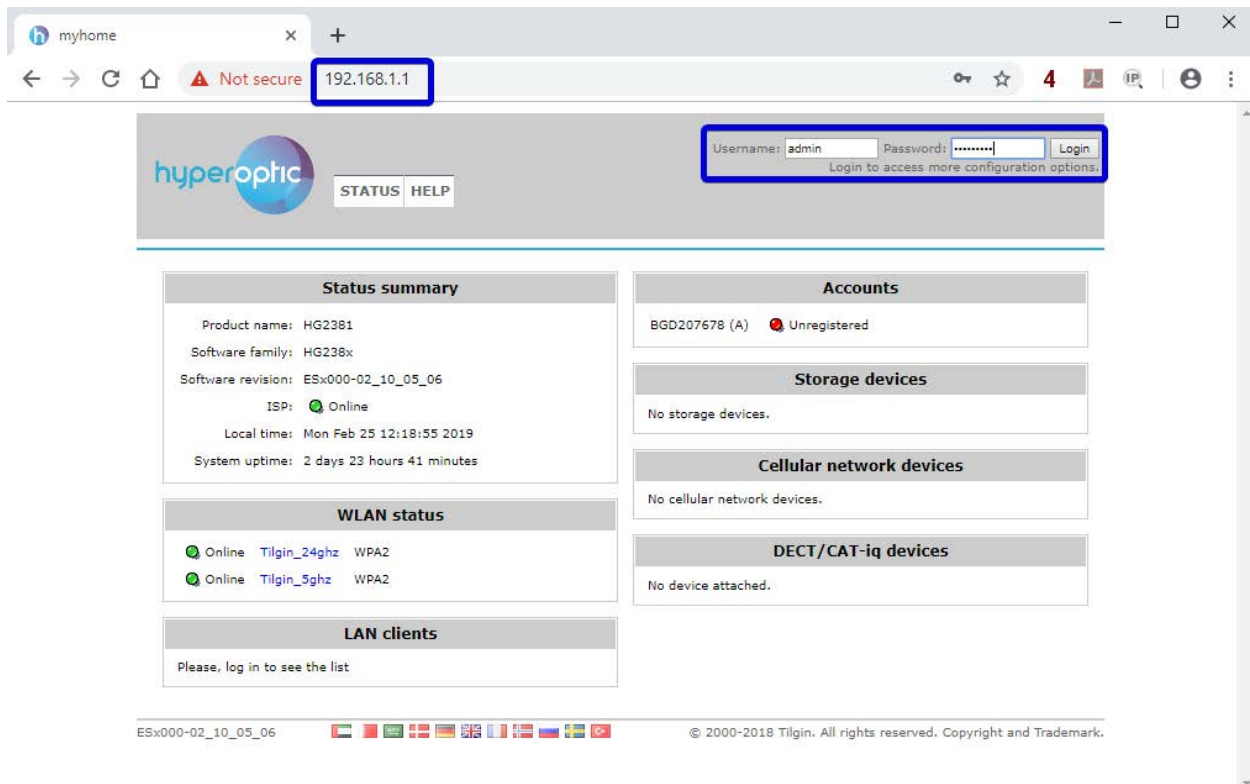 myhome
Not secure 192.168.1.1
4
IP
Username: admin Password: ••••••••• Login
Login to access more configuration options.
hyperoptic
STATUS HELP
Status summary
Product name: HG2381
Software family: HG238x
Software revision: ESx000-02_10_05_06
ISP: Online
Local time: Mon Feb 25 12:18:55 2019
System uptime: 2 days 23 hours 41 minutes
WLAN status
Online Tilgin_24ghz WPA2
Online Tilgin_5ghz WPA2
LAN clients
Please, log in to see the list
Accounts
BGD207678 (A) Unregistered
Storage devices
No storage devices.
Cellular network devices
No cellular network devices.
DECT/CAT-iq devices
No device attached.
ESx000-02_10_05_06
© 2000-2018 Tilgin. All rights reserved. Copyright and Trademark.